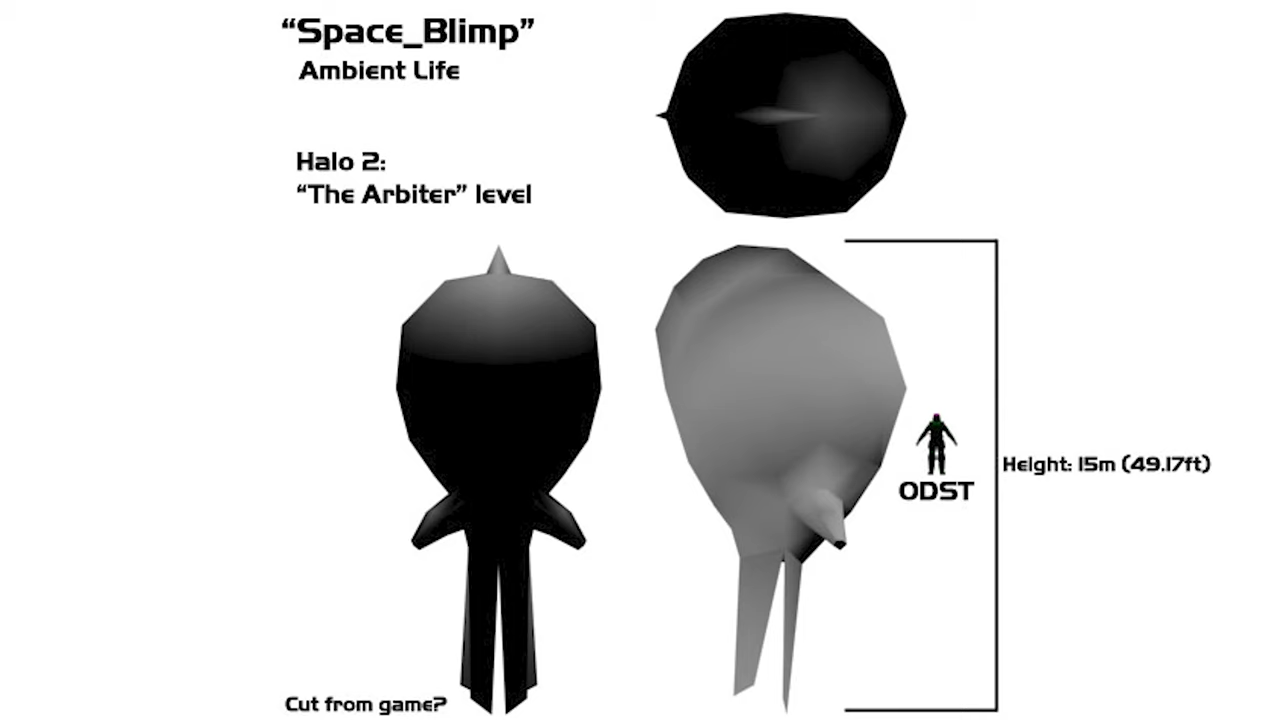 “Space_Blimp”
Ambient Life
Halo 2:
“The Arbiter” level
Height: 15m (49.17ft)
ODST
Cut from game?